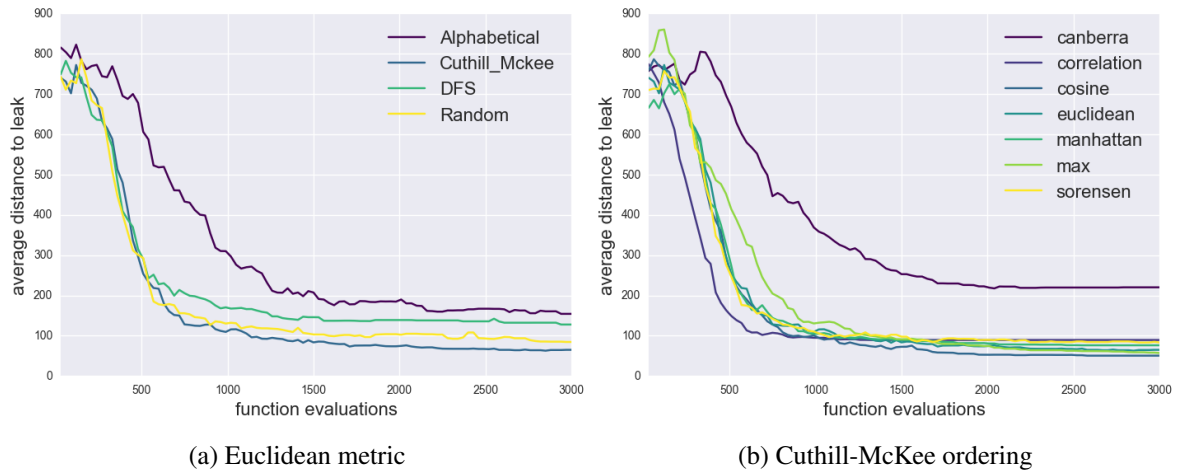 900
800
700
600
500
400
300
200
100
0
average distance to leak
500
1000
1500
2000
2500
3000
function evaluations
Alphabetical
Cuthill_Mckee
DFS
Random
(a) Euclidean metric
900
800
700
600
500
400
300
200
100
0
average distance to leak
500
1000
1500
2000
2500
3000
function evaluations
canberra
correlation
cosine
euclidean
manhattan
max
sorensen
(b) Cuthill-McKee ordering